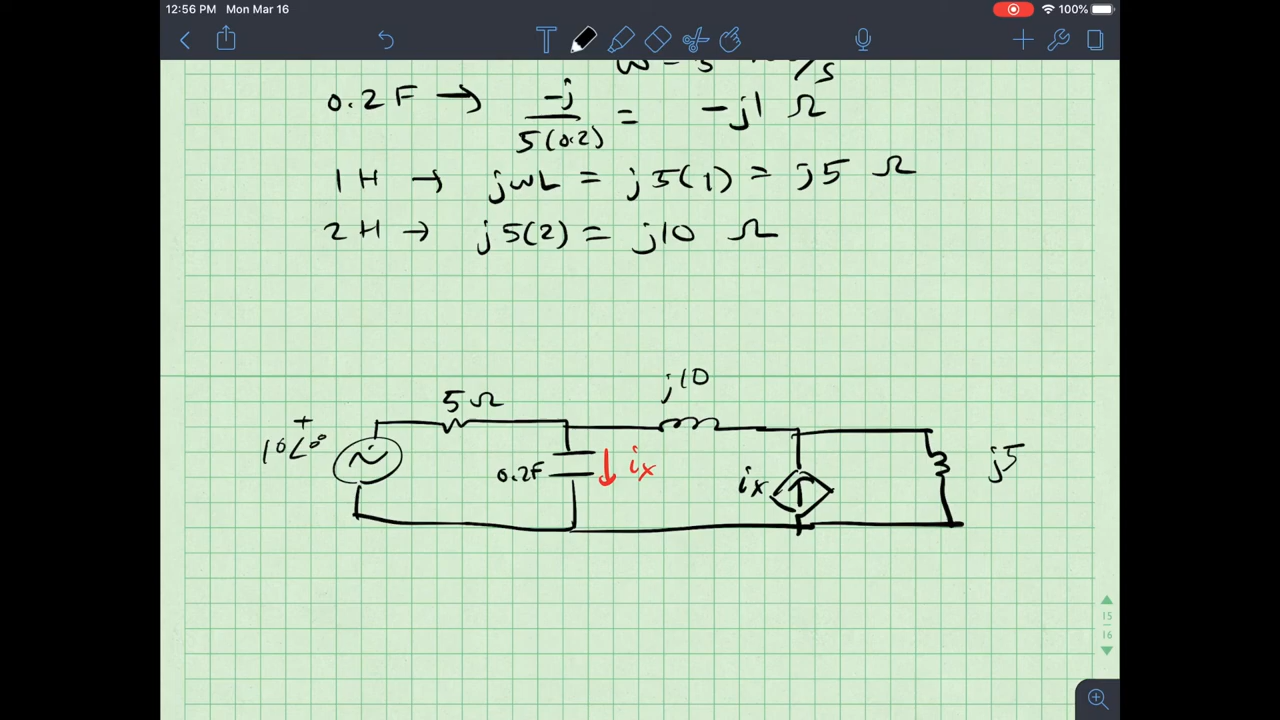 12:56 PM Mon Mar 16
100%
T
0.2 F → -j / 5(0.2) = -j1 Ω
1 H → jωL = j5(1) = j5 Ω
2 H → j5(2) = j10 Ω
j10
5 Ω
+
10∠0°
0.2F
ix
ix
j5
15
16